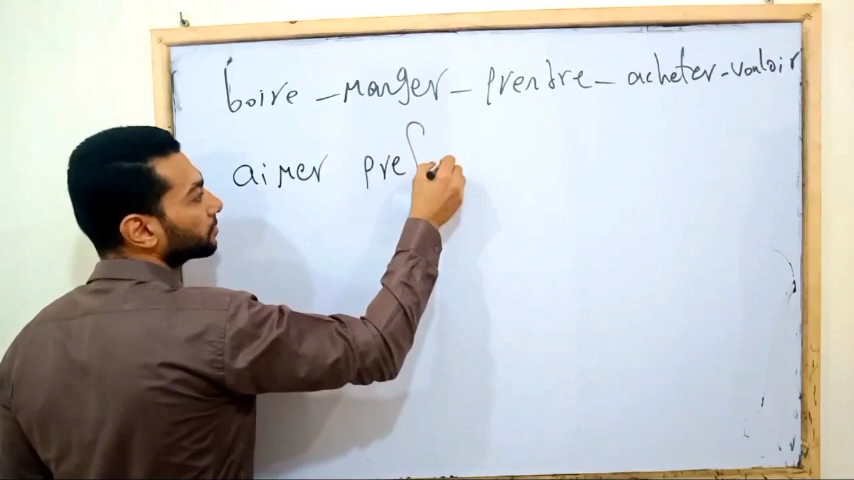 boire - manger - prendre - acheter - vouloir
aimer pref